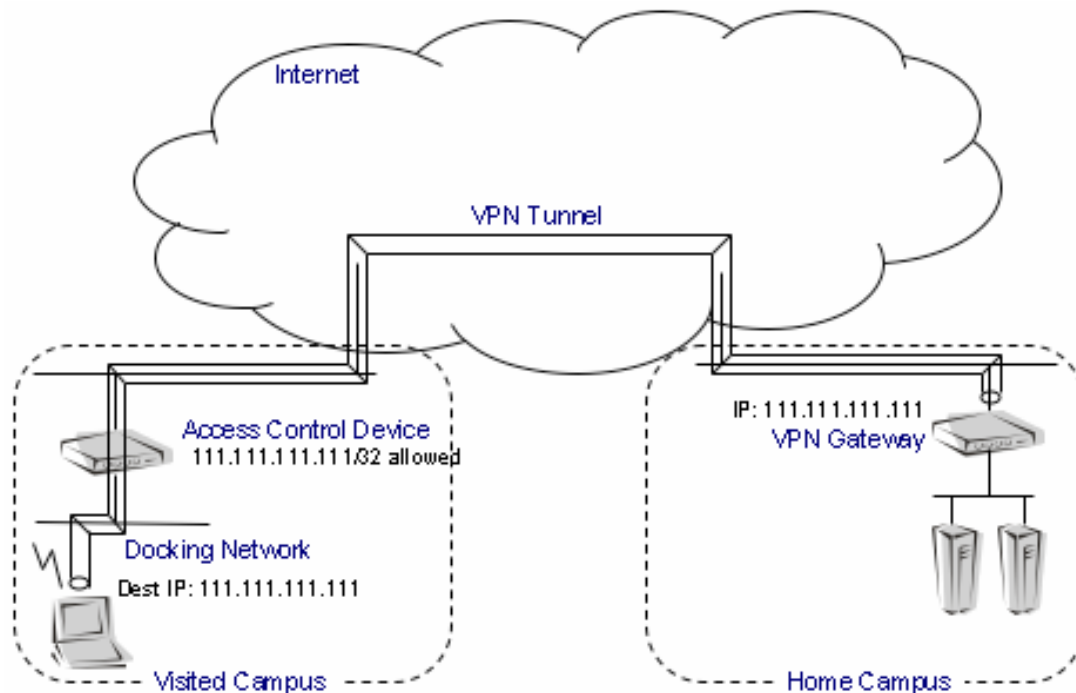 Internet
VPN Tunnel
Access Control Device
111.111.111.111/32 allowed
IP: 111.111.111.111
VPN Gateway
Docking Network
Dest IP: 111.111.111.111
Visited Campus
Home Campus